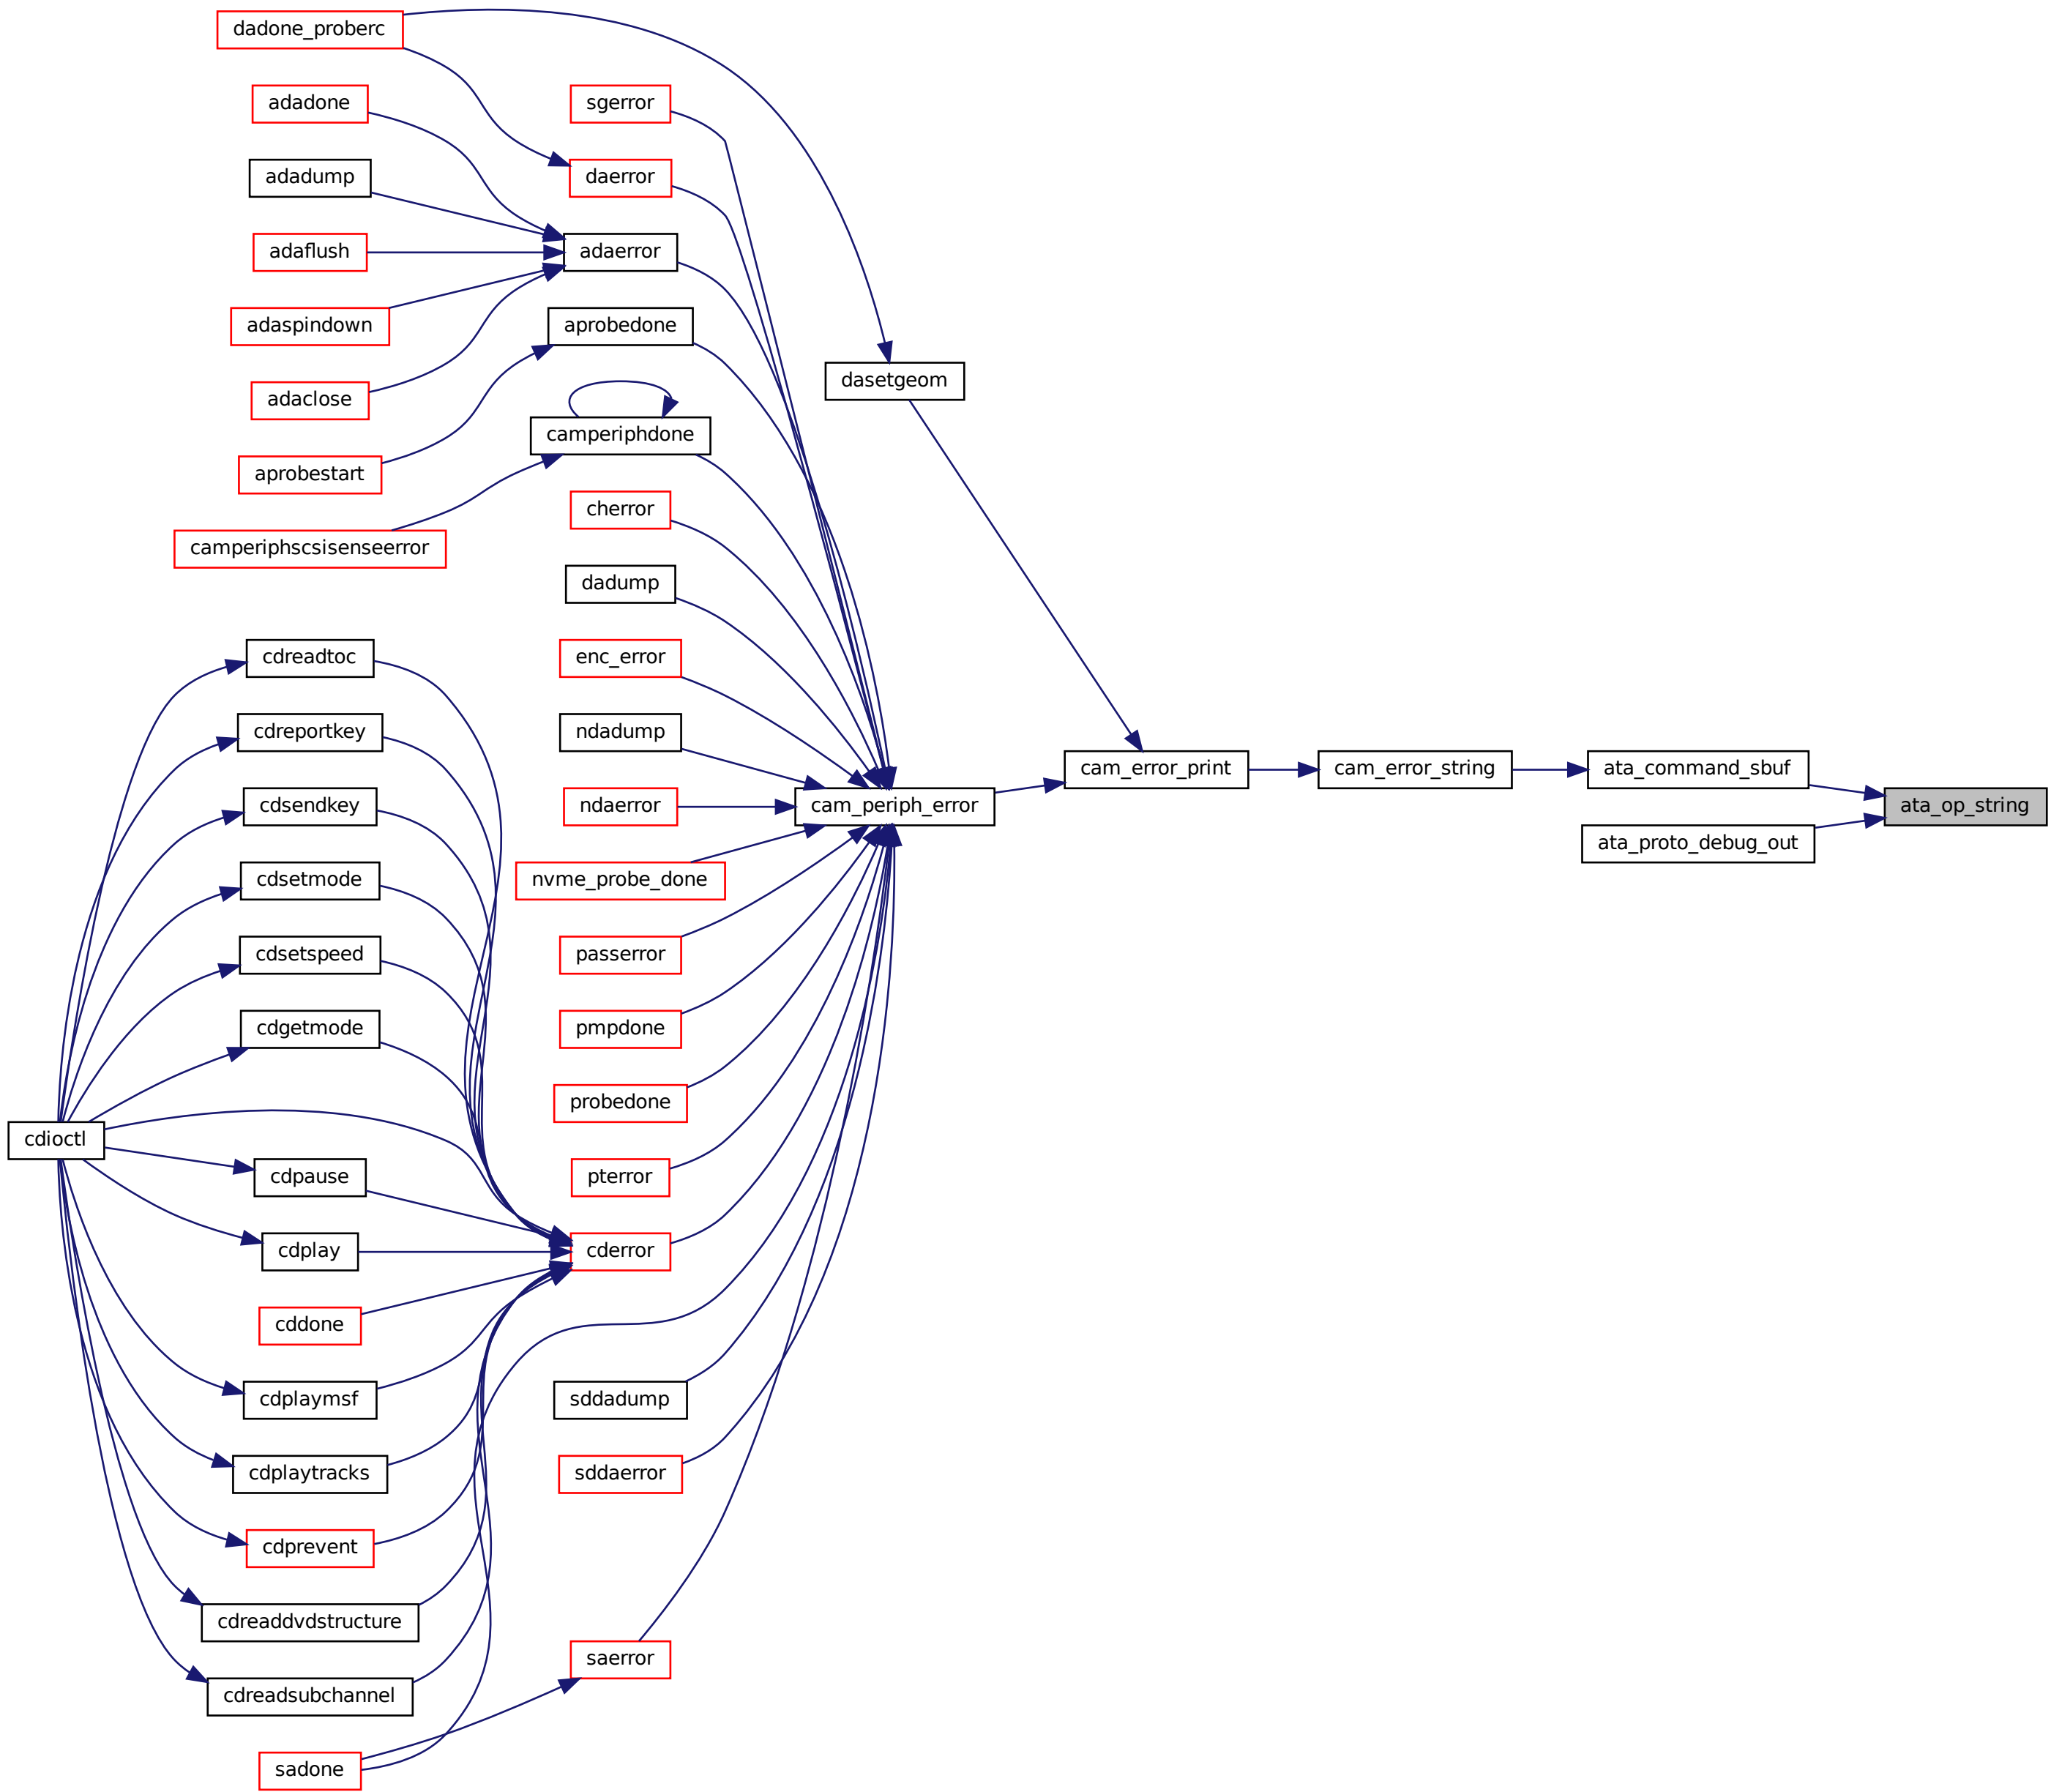 dadone_proberc
adadone
sgerror
adadump
daerror
adaflush
adaerror
adaspindown
aprobedone
dasetgeom
adaclose
camperiphdone
aprobestart
cherror
camperiphscsisenseerror
dadump
cdreadtoc
enc_error
cdreportkey
ndadump
cam_error_print
cam_error_string
ata_command_sbuf
cdsendkey
ndaerror
cam_periph_error
ata_op_string
ata_proto_debug_out
cdsetmode
nvme_probe_done
cdsetspeed
passerror
cdgetmode
pmpdone
probedone
cdioctl
cdpause
pterror
cdplay
cderror
cddone
cdplaymsf
sddadump
cdplaytracks
sddaerror
cdprevent
cdreaddvdstructure
saerror
cdreadsubchannel
sadone